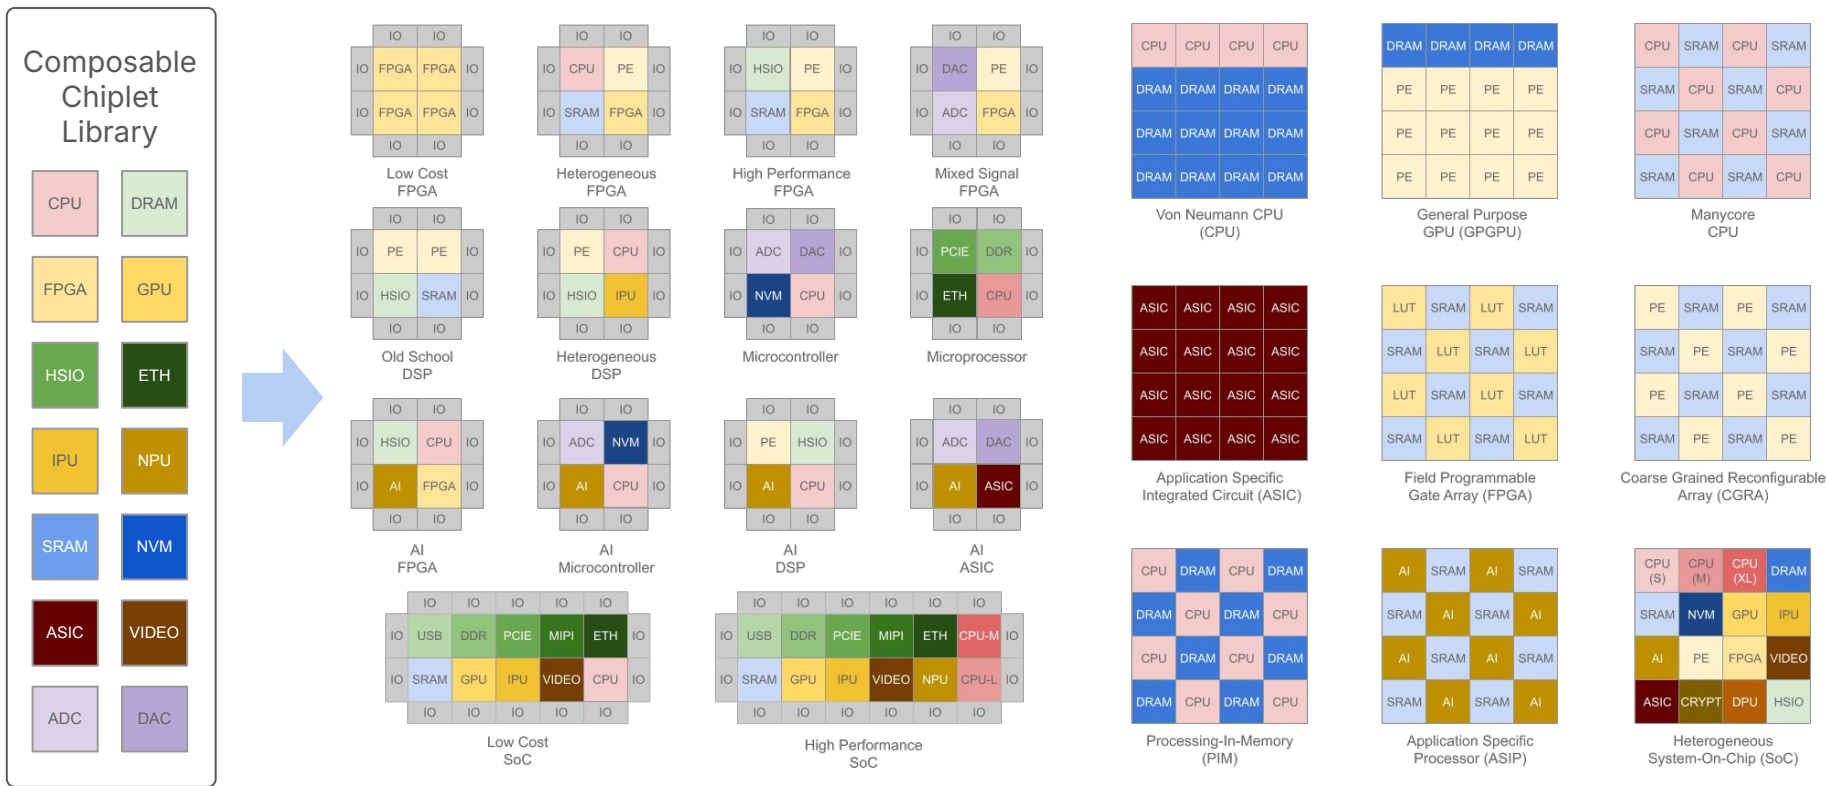 Composable
Chiplet
Library
CPU DRAM
FPGA GPU
HSIO ETH
IPU NPU
SRAM NVM
ASIC VIDEO
ADC DAC
IO IO
IO FPGA FPGA IO
IO FPGA FPGA IO
IO IO
Low Cost
FPGA
IO IO
IO CPU PE IO
IO SRAM FPGA IO
IO IO
Heterogeneous
FPGA
IO IO
IO HSIO PE IO
IO SRAM FPGA IO
IO IO
High Performance
FPGA
IO IO
IO DAC PE IO
IO ADC FPGA IO
IO IO
Mixed Signal
FPGA
IO IO
IO PE PE IO
IO HSIO SRAM IO
IO IO
Old School
DSP
IO IO
IO PE CPU IO
IO HSIO IPU IO
IO IO
Heterogeneous
DSP
IO IO
IO ADC DAC IO
IO NVM CPU IO
IO IO
Microcontroller
IO IO
IO PCIE DDR IO
IO ETH CPU IO
IO IO
Microprocessor
IO IO
IO HSIO CPU IO
IO AI FPGA IO
IO IO
AI
FPGA
IO IO
IO ADC NVM IO
IO AI CPU IO
IO IO
AI
Microcontroller
IO IO
IO PE HSIO IO
IO AI CPU IO
IO IO
AI
DSP
IO IO
IO ADC DAC IO
IO AI ASIC IO
IO IO
AI
ASIC
IO IO IO IO IO
IO USB DDR PCIE MIPI ETH IO
IO SRAM GPU IPU VIDEO CPU IO
IO IO IO IO IO
Low Cost
SoC
IO IO IO IO IO IO
IO USB DDR PCIE MIPI ETH CPU-M IO
IO SRAM GPU IPU VIDEO NPU CPU-L IO
IO IO IO IO IO IO
High Performance
SoC
CPU CPU CPU CPU
DRAM DRAM DRAM DRAM
DRAM DRAM DRAM DRAM
DRAM DRAM DRAM DRAM
Von Neumann CPU
(CPU)
DRAM DRAM DRAM DRAM
PE PE PE PE
PE PE PE PE
PE PE PE PE
General Purpose
GPU (GPGPU)
CPU SRAM CPU SRAM
SRAM CPU SRAM CPU
CPU SRAM CPU SRAM
SRAM CPU SRAM CPU
Manycore
CPU
ASIC ASIC ASIC ASIC
ASIC ASIC ASIC ASIC
ASIC ASIC ASIC ASIC
ASIC ASIC ASIC ASIC
Application Specific
Integrated Circuit (ASIC)
LUT SRAM LUT SRAM
SRAM LUT SRAM LUT
LUT SRAM LUT SRAM
SRAM LUT SRAM LUT
Field Programmable
Gate Array (FPGA)
PE SRAM PE SRAM
SRAM PE SRAM PE
PE SRAM PE SRAM
SRAM PE SRAM PE
Coarse Grained Reconfigurable
Array (CGRA)
CPU DRAM CPU DRAM
DRAM CPU DRAM CPU
CPU DRAM CPU DRAM
DRAM CPU DRAM CPU
Processing-In-Memory
(PIM)
AI SRAM AI SRAM
SRAM AI SRAM AI
AI SRAM AI SRAM
SRAM AI SRAM AI
Application Specific
Processor (ASIP)
CPU CPU CPU DRAM
(S) (M) (XL)
SRAM NVM GPU IPU
AI PE FPGA VIDEO
ASIC CRYPT DPU HSIO
Heterogeneous
System-On-Chip (SoC)